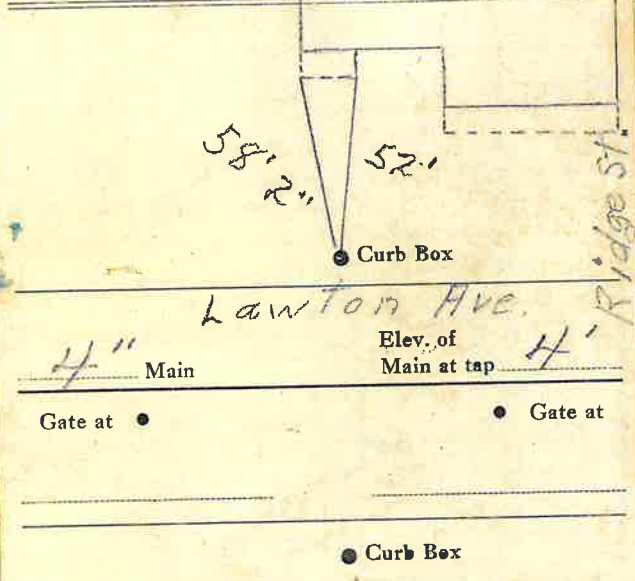 58' 2"
52'
Ridge St.
Curb Box
Lawton Ave.
4" Main
Elev. of
Main at tap 4'
Gate at
Gate at
Curb Box